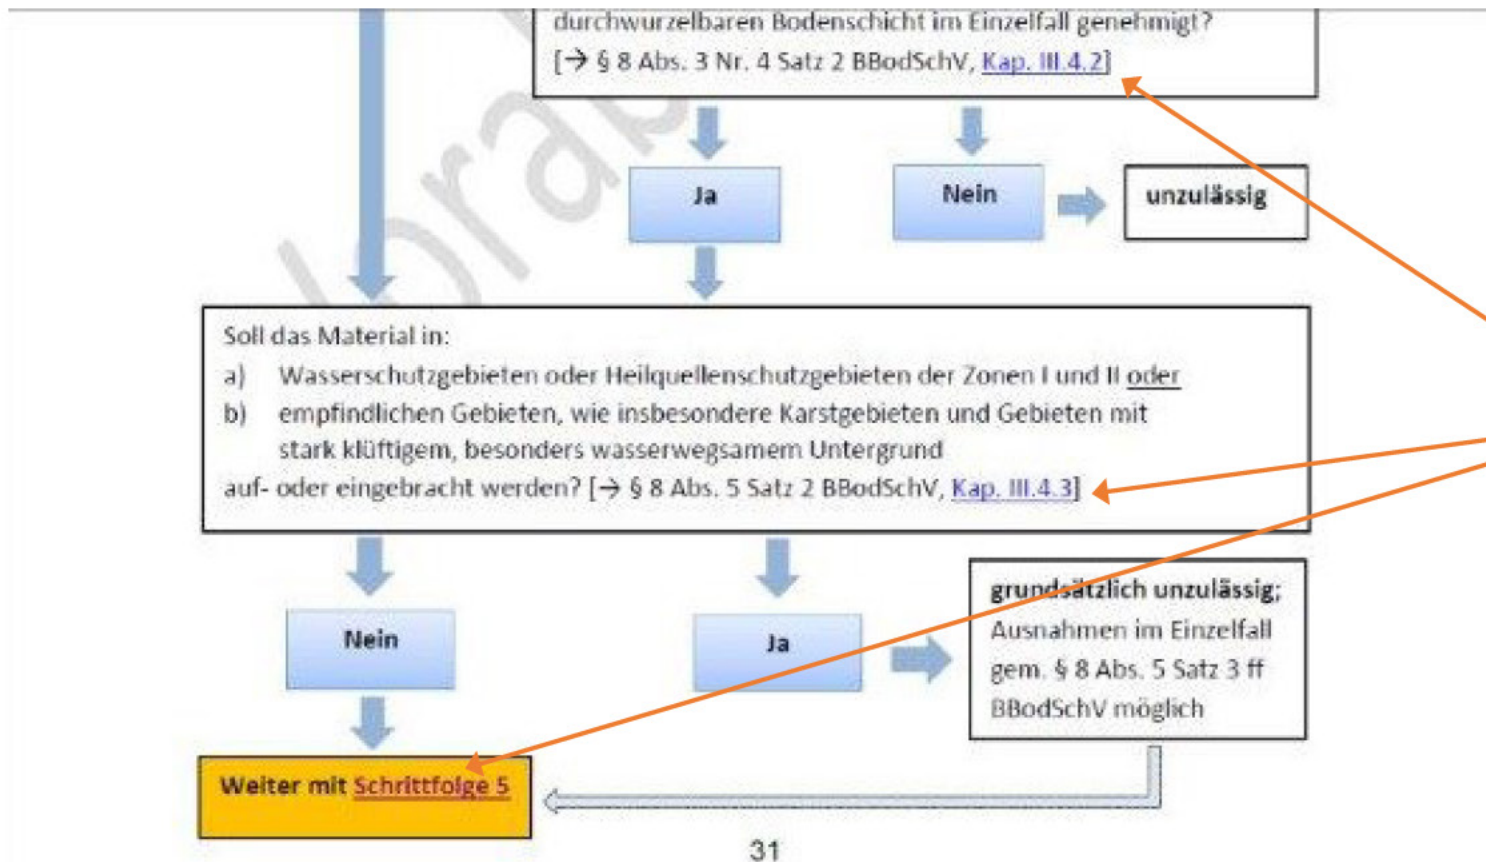 durchwurzelbaren Bodenschicht im Einzelfall genehmigt?
[→ § 8 Abs. 3 Nr. 4 Satz 2 BBodSchV, Kap. III.4.2]
Ja
Nein
unzulässig
Soll das Material in:
a) Wasserschutzgebieten oder Heilquellenschutzgebieten der Zonen I und II oder
b) empfindlichen Gebieten, wie insbesondere Karstgebieten und Gebieten mit
stark klüftigem, besonders wasserwegsamem Untergrund
auf- oder eingebracht werden? [→ § 8 Abs. 5 Satz 2 BBodSchV, Kap. III.4.3]
Nein
Ja
grundsätzlich unzulässig;
Ausnahmen im Einzelfall
gem. § 8 Abs. 5 Satz 3 ff
BBodSchV möglich
Weiter mit Schrittfolge 5
31